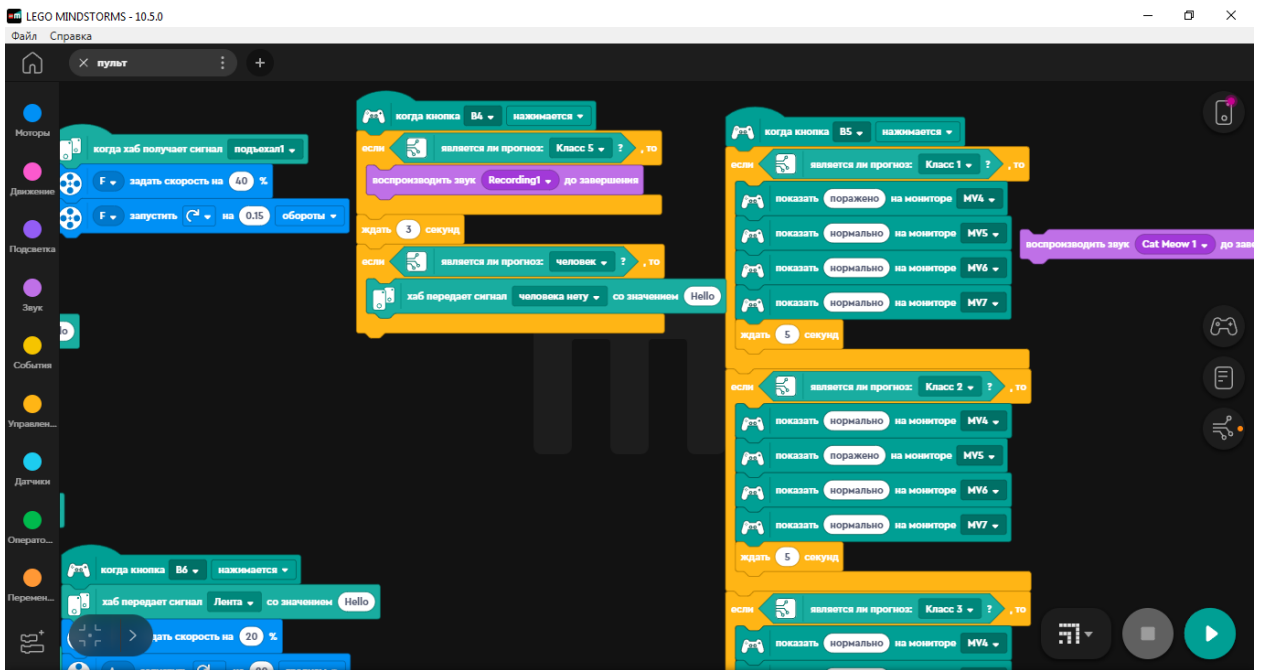 LEGO MINDSTORMS - 10.5.0
Файл Справка
пульт
Моторы
Движение
Подсветка
Звук
События
Управлен...
Датчики
Операто...
Перемен...
когда хаб получает сигнал подъехал1
F задать скорость на 40 %
F запустить на 0.15 обороты
lo
когда кнопка B6 нажимается
хаб передает сигнал Лента со значением Hello
дать скорость на 20 %
когда кнопка B4 нажимается
если является ли прогноз: Класс 5 ? , то
воспроизводить звук Recording1 до завершения
ждать 3 секунд
если является ли прогноз: человек ? , то
хаб передает сигнал человека нету со значением Hello
когда кнопка B5 нажимается
если является ли прогноз: Класс 1 ? , то
показать поражено на мониторе MV4
показать нормально на мониторе MV5
показать нормально на мониторе MV6
показать нормально на мониторе MV7
ждать 5 секунд
если является ли прогноз: Класс 2 ? , то
показать нормально на мониторе MV4
показать поражено на мониторе MV5
показать нормально на мониторе MV6
показать нормально на мониторе MV7
ждать 5 секунд
если является ли прогноз: Класс 3 ? , то
показать нормально на мониторе MV4
воспроизводить звук Cat Meow 1 до заве